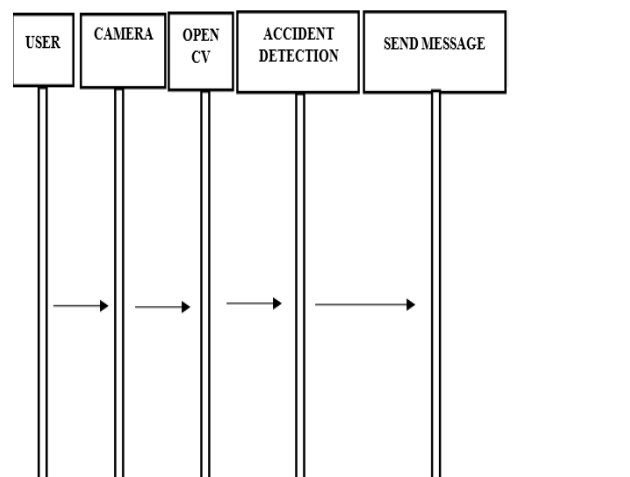 USER
CAMERA
OPEN
CV
ACCIDENT
DETECTION
SEND MESSAGE